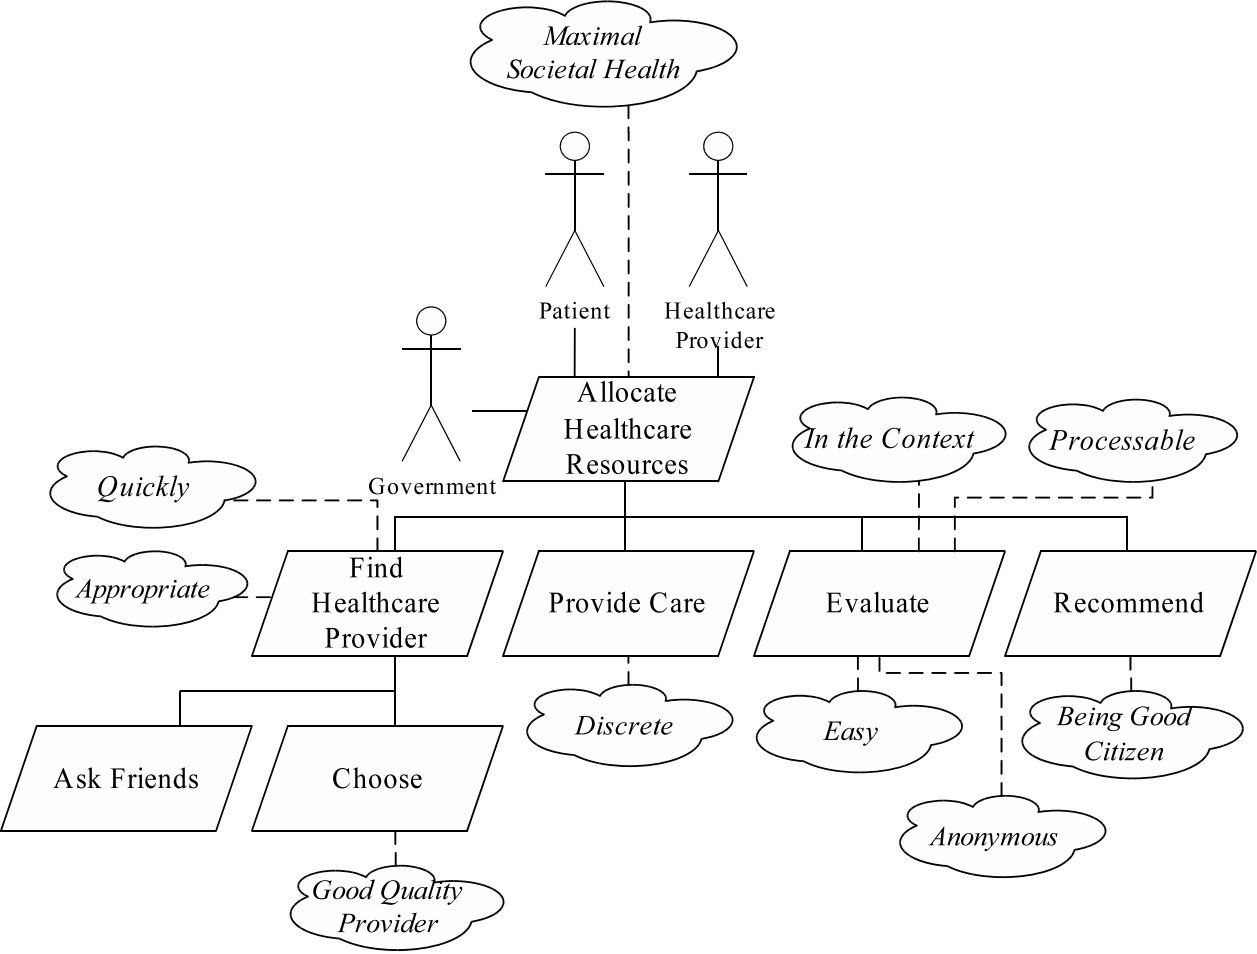 Maximal
Societal Health
Patient
Healthcare
Provider
Government
Allocate
Healthcare
Resources
In the Context
Processable
Quickly
Appropriate
Find
Healthcare
Provider
Provide Care
Evaluate
Recommend
Discrete
Easy
Being Good
Citizen
Ask Friends
Choose
Anonymous
Good Quality
Provider